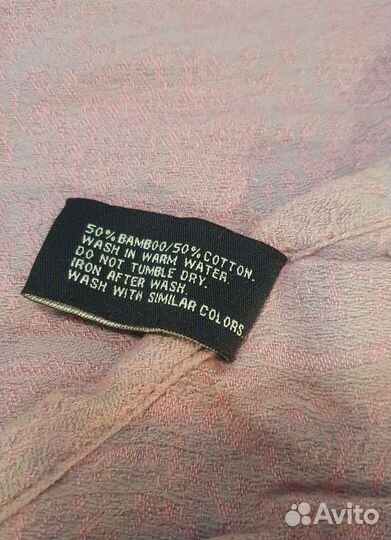 50% BAMBOO/50% COTTON.
WASH IN WARM WATER.
DO NOT TUMBLE DRY.
IRON AFTER WASH.
WASH WITH SIMILAR COLORS
Avito